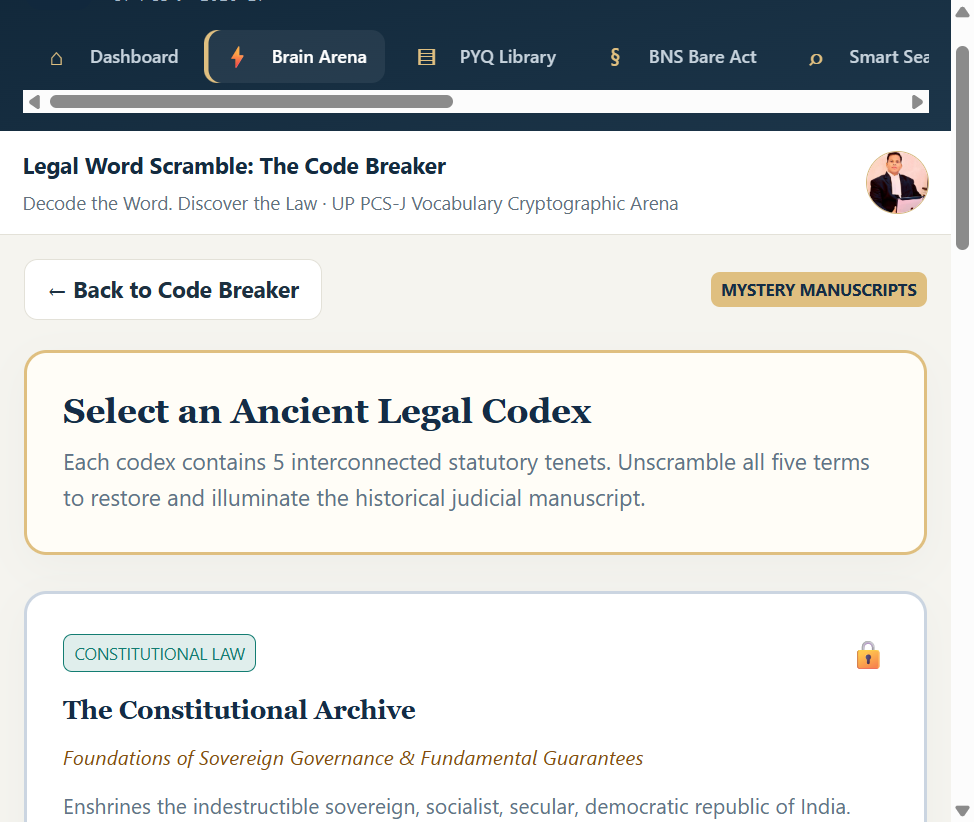 Dashboard
Brain Arena
PYQ Library
§ BNS Bare Act
Smart Sea
Legal Word Scramble: The Code Breaker
Decode the Word. Discover the Law · UP PCS-J Vocabulary Cryptographic Arena
← Back to Code Breaker
MYSTERY MANUSCRIPTS
Select an Ancient Legal Codex
Each codex contains 5 interconnected statutory tenets. Unscramble all five terms
to restore and illuminate the historical judicial manuscript.
CONSTITUTIONAL LAW
The Constitutional Archive
Foundations of Sovereign Governance & Fundamental Guarantees
Enshrines the indestructible sovereign, socialist, secular, democratic republic of India.